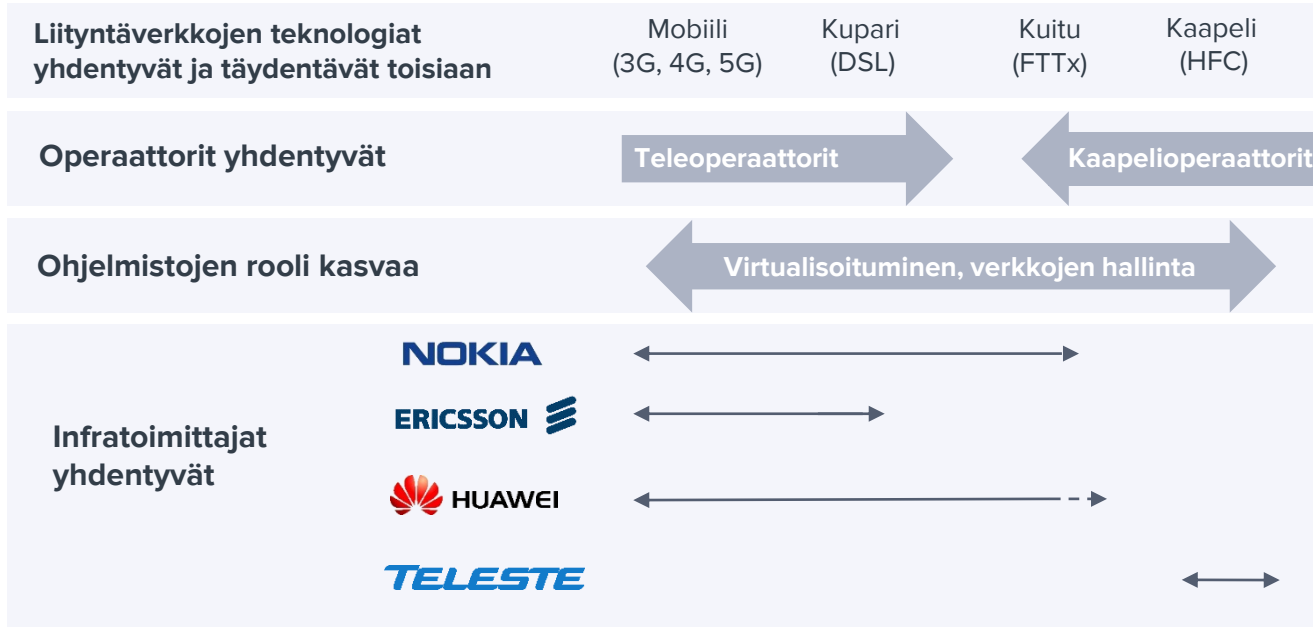 Liityntäverkkojen teknologiat
yhdentyvät ja täydentävät toisiaan
Mobiili
(3G, 4G, 5G)
Kupari
(DSL)
Kuitu
(FTTx)
Kaapeli
(HFC)
Operaattorit yhdentyvät
Teleoperaattorit
Kaapelioperaattorit
Ohjelmistojen rooli kasvaa
Virtualisoituminen, verkkojen hallinta
Infratoimittajat
yhdentyvät
NOKIA
ERICSSON
HUAWEI
TELESTE